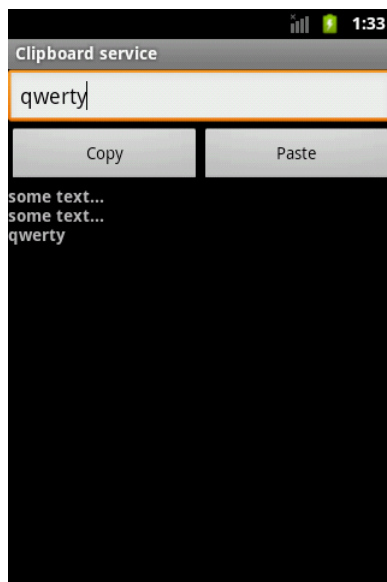 1:33
Clipboard service
qwerty
Copy Paste
some text...
some text...
qwerty